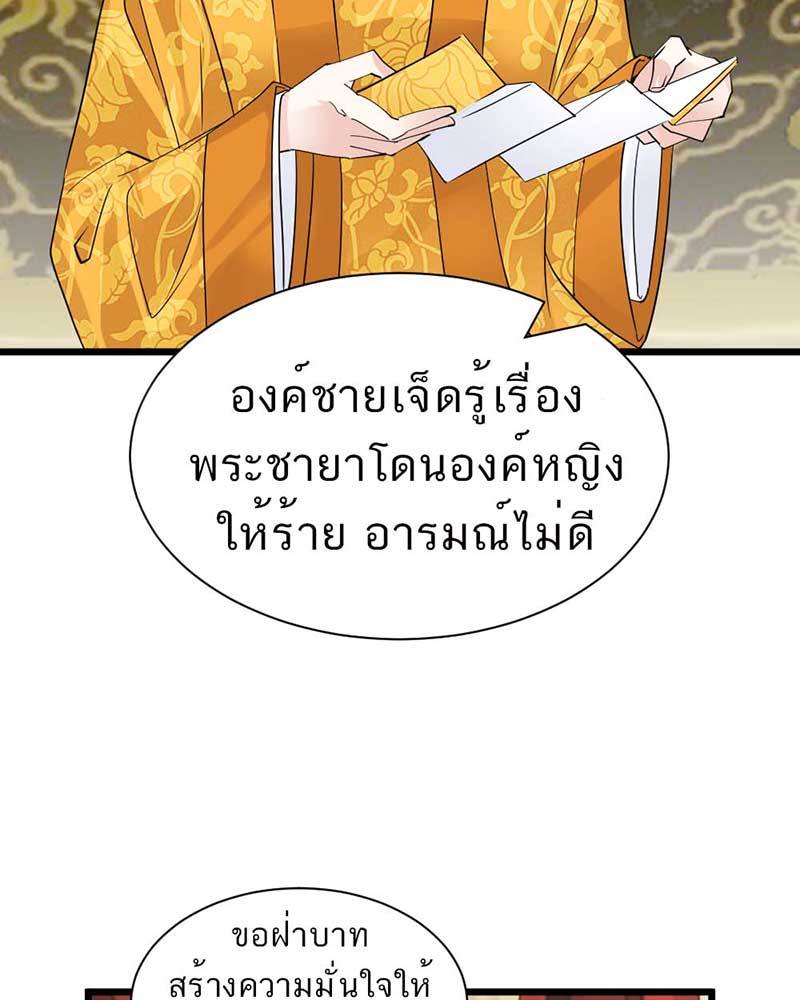 องค์ชายเจ็ดรู้เรื่อง
พระชายาโดนองค์หญิง
ให้ร้าย อารมณ์ไม่ดี
ขอฝ่าบาท
สร้างความมั่นใจให้